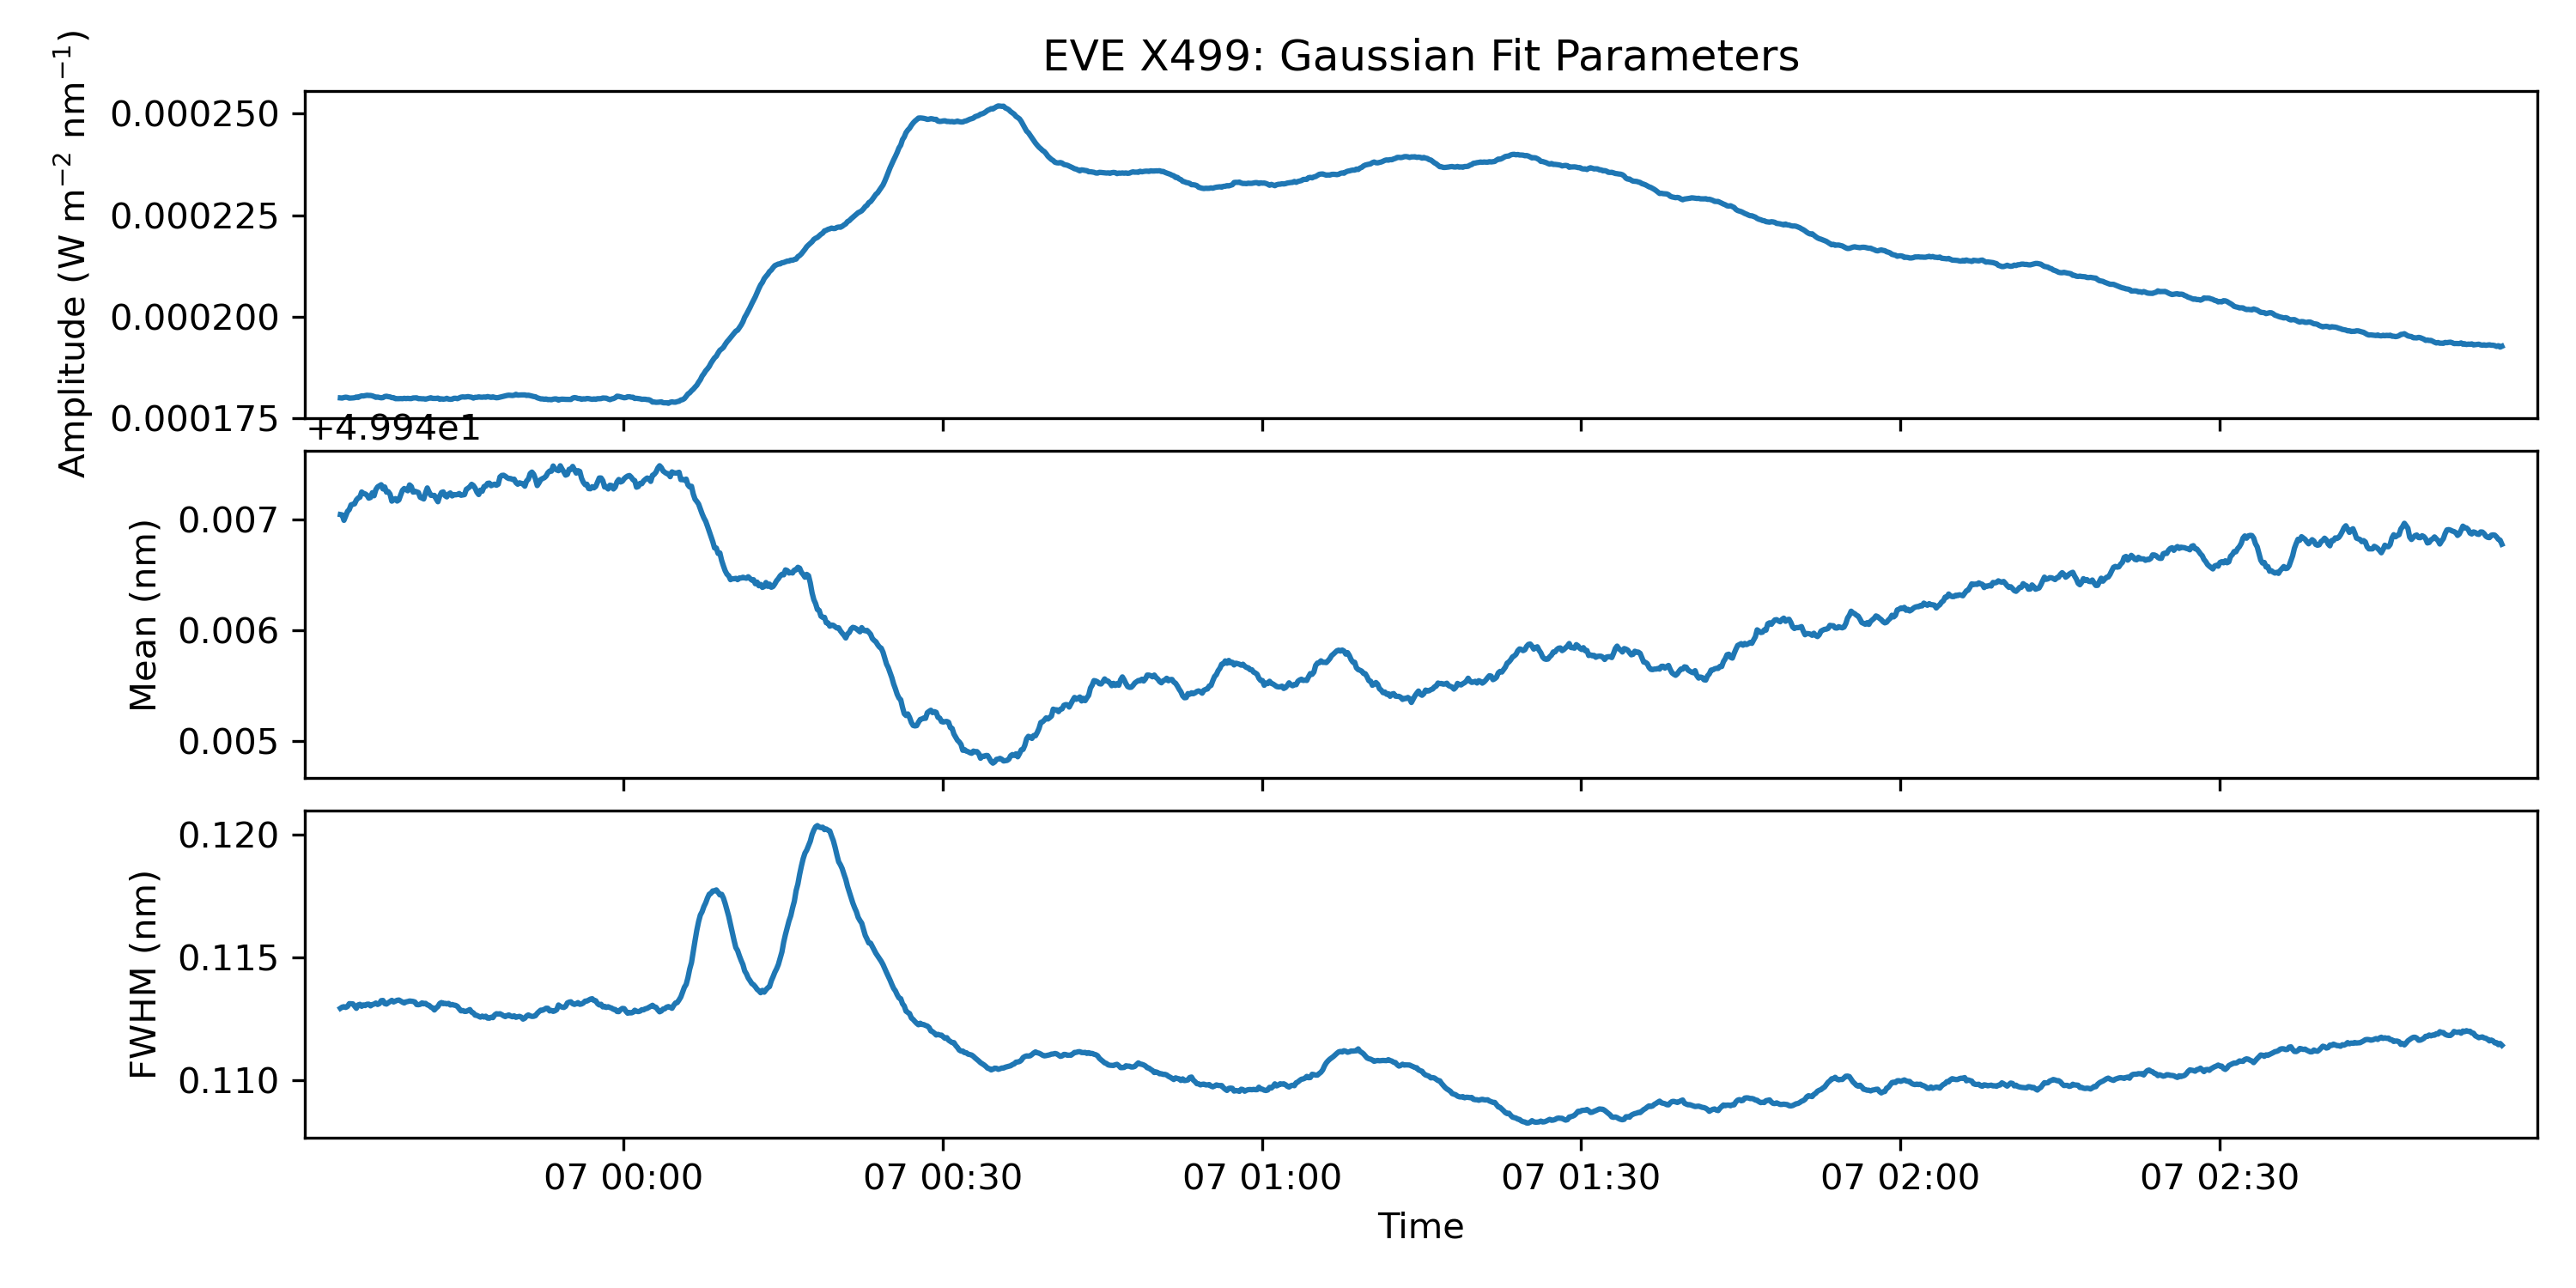 EVE X499: Gaussian Fit Parameters
Amplitude (W m⁻² nm⁻¹)
0.000250
0.000225
0.000200
0.000175
+4.994e1
Mean (nm)
0.007
0.006
0.005
FWHM (nm)
0.120
0.115
0.110
07 00:00 07 00:30 07 01:00 07 01:30 07 02:00 07 02:30
Time